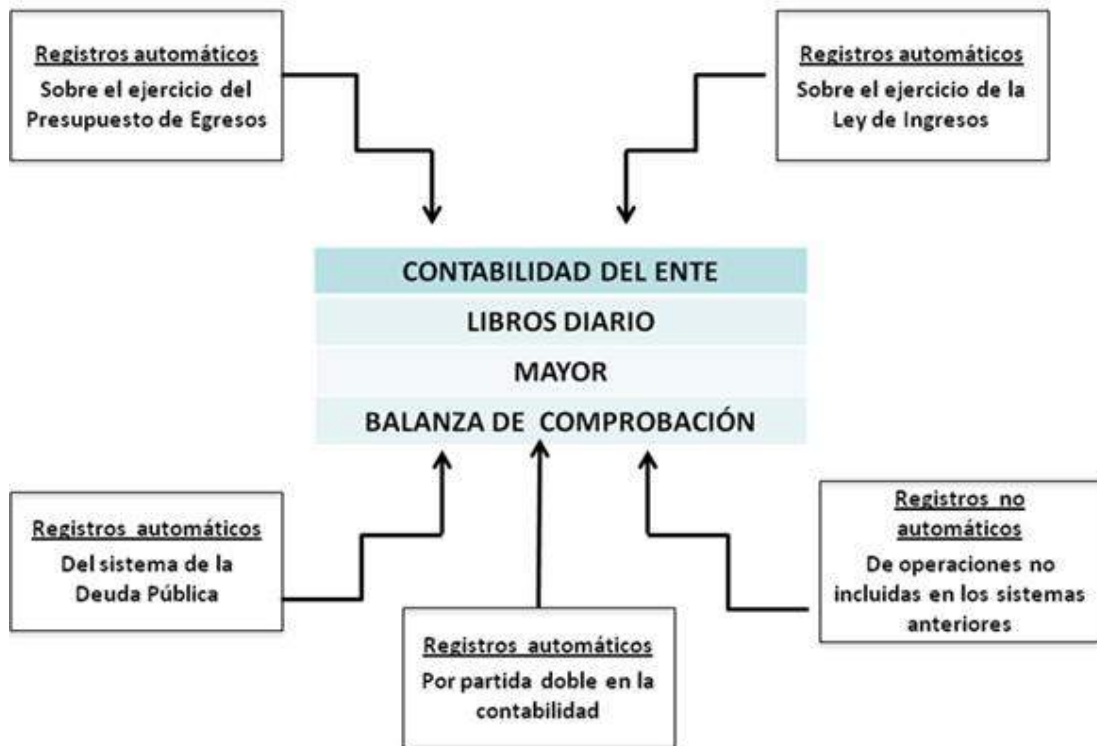 Registros automáticos
Sobre el ejercicio del
Presupuesto de Egresos
Registros automáticos
Sobre el ejercicio de la
Ley de Ingresos
CONTABILIDAD DEL ENTE
LIBROS DIARIO
MAYOR
BALANZA DE COMPROBACIÓN
Registros automáticos
Del sistema de la
Deuda Pública
Registros automáticos
Por partida doble en la
contabilidad
Registros no
automáticos
De operaciones no
incluidas en los sistemas
anteriores